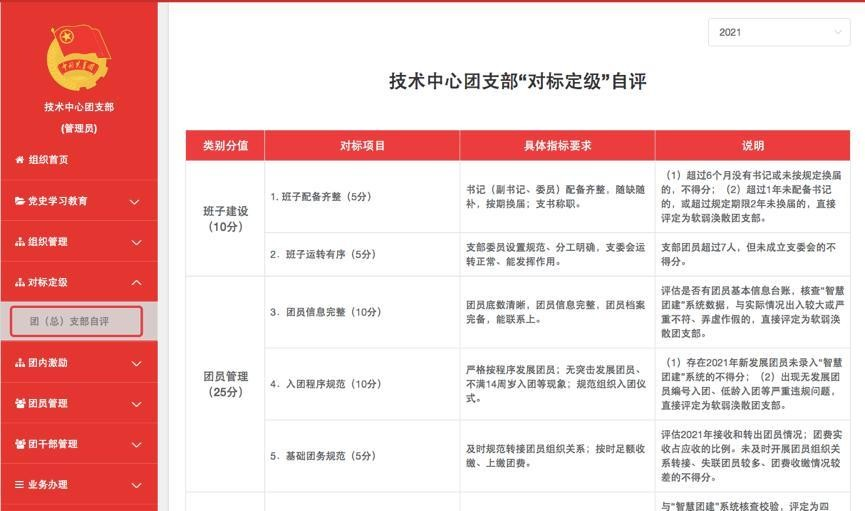 2021
技术中心团支部
(管理员)
组织首页
党史学习教育
组织管理
对标定级
团（总）支部自评
团内激励
团员管理
团干部管理
业务办理
技术中心团支部“对标定级”自评
类别分值
对标项目
具体指标要求
说明
班子建设
（10分）
1. 班子配备齐整（5分）
书记（副书记、委员）配备齐整，随缺随
补，按期换届；支书称职。
（1）超过6个月没有书记或未按规定换届
的，不得分；（2）超过1年未配备书记
的，或超过规定期限2年未换届的，直接
评定为软弱涣散团支部。
2．班子运转有序（5分）
支部委员设置规范、分工明确，支委会运
转正常、能发挥作用。
支部团员超过7人，但未成立支委会的不
得分。
团员管理
（25分）
3．团员信息完整（10分）
团员底数清晰，团员信息完整，团员档案
完备，能联系上。
评估是否有团员基本信息台账，核查“智慧
团建”系统数据，与实际情况出入较大或严
重不符、弄虚作假的，直接评定为软弱涣
散团支部。
4．入团程序规范（10分）
严格按程序发展团员；无突击发展团员、
不满14周岁入团等现象；规范组织入团仪
式。
（1）存在2021年新发展团员未录入“智慧
团建”系统的不得分；（2）出现无发展团
员编号入团、低龄入团等严重违规问题，
直接评定为软弱涣散团支部。
5．基础团务规范（5分）
及时规范转接团员组织关系；按时足额收
缴、上缴团费。
评估2021年接收和转出团员情况；团费实
收占应收的比例。未及时开展团员组织关
系转接、失联团员较多、团费收缴情况较
差的不得分。
与“智慧团建”系统核查校验，评定为四